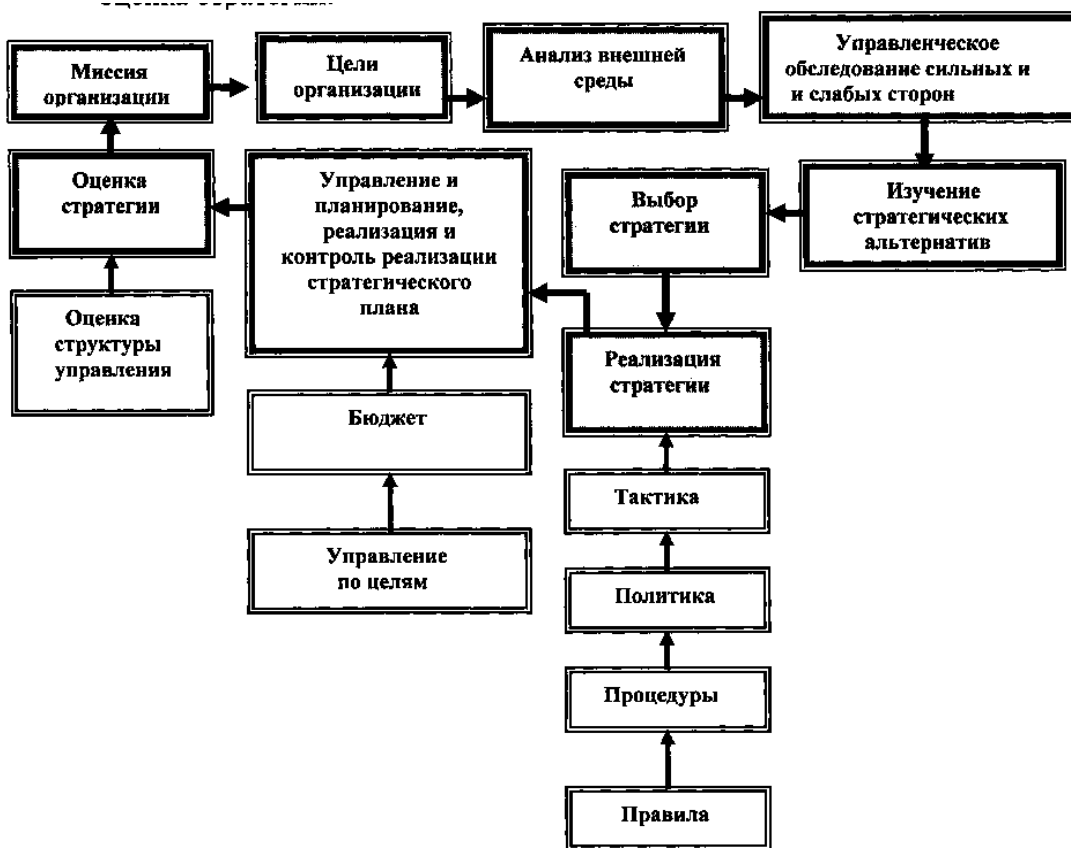 Миссия
организации
Цели
организации
Анализ внешней
среды
Управленческое
обследование сильных и
и слабых сторон
Оценка
стратегии
Управление и
планирование,
реализация и
контроль реализации
стратегического
плана
Выбор
стратегии
Изучение
стратегических
альтернатив
Оценка
структуры
управления
Реализация
стратегии
Бюджет
Тактика
Управление
по целям
Политика
Процедуры
Правила